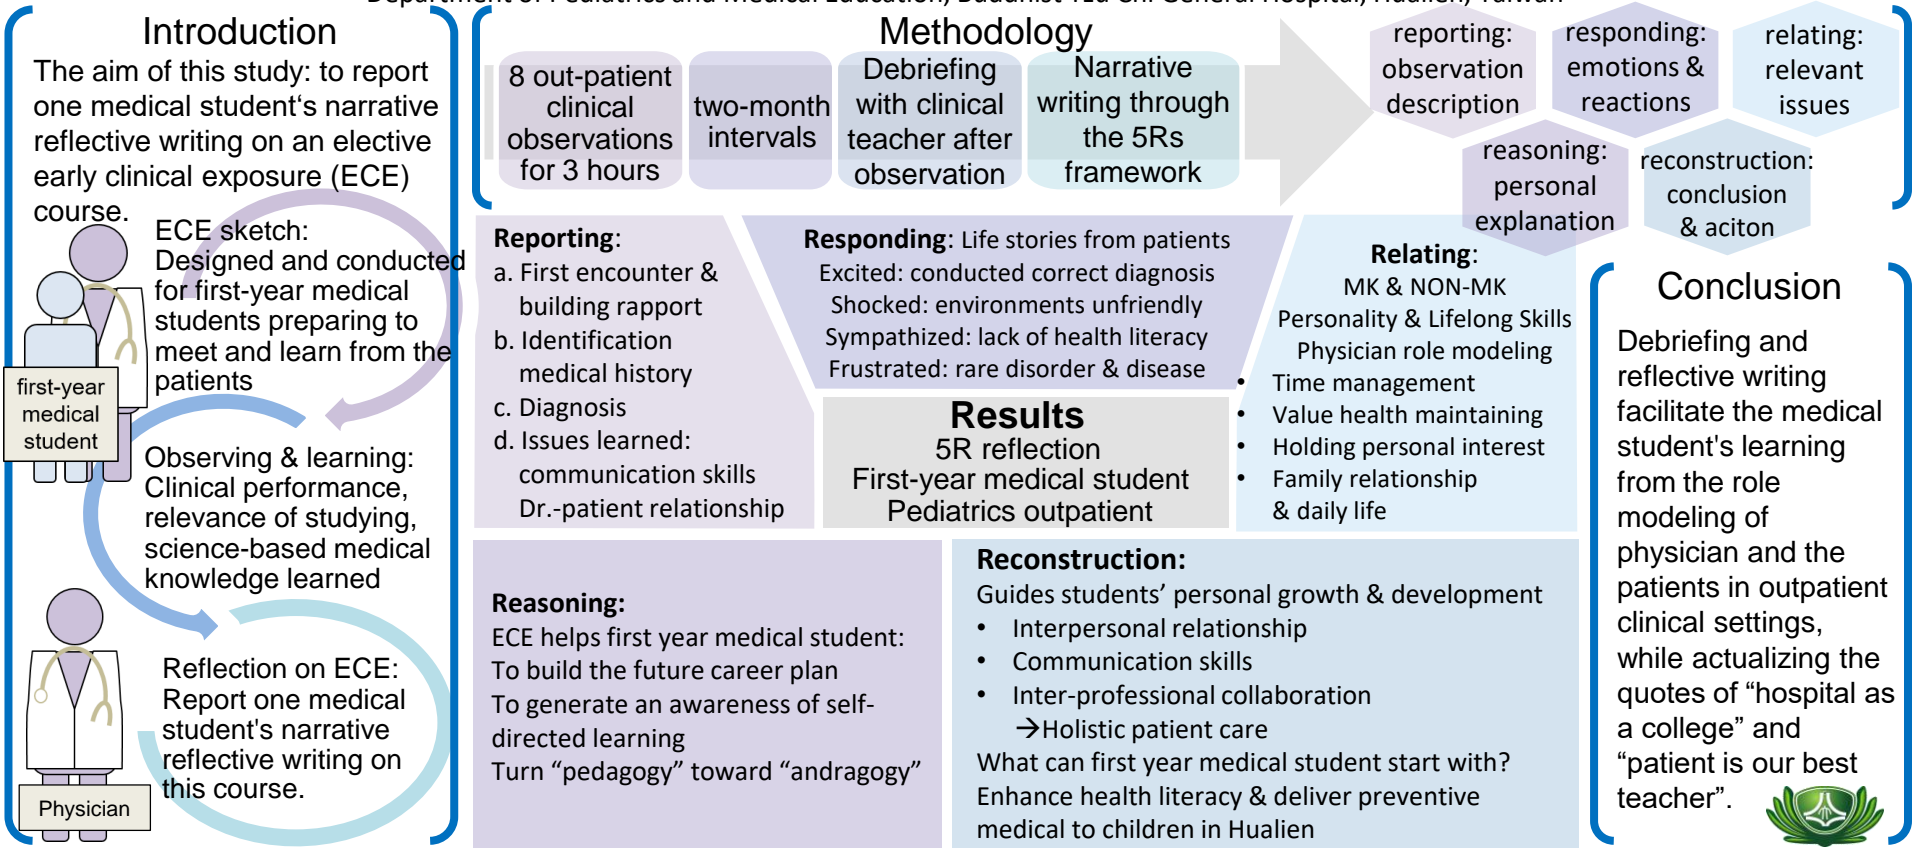 Department of Pediatrics and Medical Education, Buddhist Tzu Chi General Hospital, Hualien, Taiwan
Introduction
The aim of this study: to report
one medical student‘s narrative
reflective writing on an elective
early clinical exposure (ECE)
course.
ECE sketch:
Designed and conducted
for first-year medical
students preparing to
meet and learn from the
patients
first-year
medical
student
Observing & learning:
Clinical performance,
relevance of studying,
science-based medical
knowledge learned
Reflection on ECE:
Report one medical
student's narrative
reflective writing on
this course.
Physician
Methodology
8 out-patient
clinical
observations
for 3 hours
two-month
intervals
Debriefing
with clinical
teacher after
observation
Narrative
writing through
the 5Rs
framework
reporting:
observation
description
responding:
emotions &
reactions
relating:
relevant
issues
reasoning:
personal
explanation
reconstruction:
conclusion
& aciton
Reporting:
a. First encounter &
building rapport
b. Identification
medical history
c. Diagnosis
d. Issues learned:
communication skills
Dr.-patient relationship
Responding: Life stories from patients
Excited: conducted correct diagnosis
Shocked: environments unfriendly
Sympathized: lack of health literacy
Frustrated: rare disorder & disease
Relating:
MK & NON-MK
Personality & Lifelong Skills
Physician role modeling
• Time management
• Value health maintaining
• Holding personal interest
• Family relationship
& daily life
Results
5R reflection
First-year medical student
Pediatrics outpatient
Reasoning:
ECE helps first year medical student:
To build the future career plan
To generate an awareness of self-
directed learning
Turn “pedagogy” toward “andragogy”
Reconstruction:
Guides students’ personal growth & development
• Interpersonal relationship
• Communication skills
• Inter-professional collaboration
→Holistic patient care
What can first year medical student start with?
Enhance health literacy & deliver preventive
medical to children in Hualien
Conclusion
Debriefing and
reflective writing
facilitate the medical
student's learning
from the role
modeling of
physician and the
patients in outpatient
clinical settings,
while actualizing the
quotes of “hospital as
a college” and
“patient is our best
teacher”.